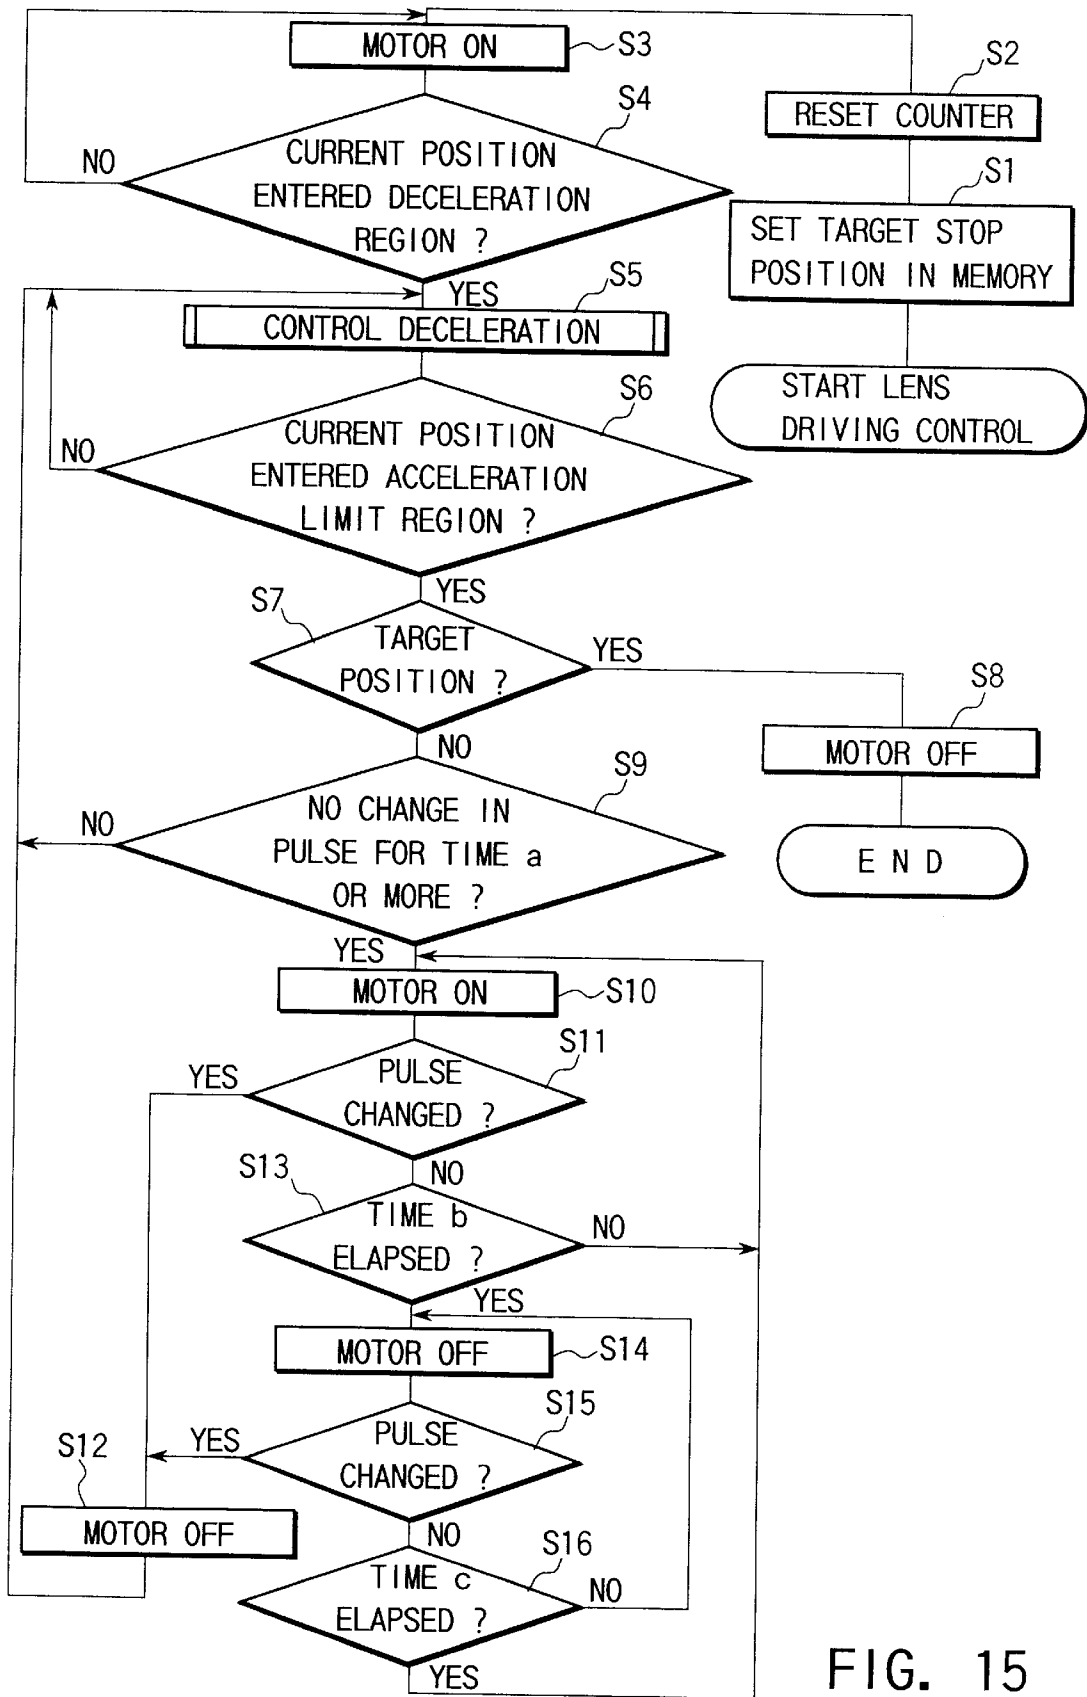 MOTOR ON
S3
S2
RESET COUNTER
S4
CURRENT POSITION
ENTERED DECELERATION
REGION ?
NO
S1
SET TARGET STOP
POSITION IN MEMORY
YES
S5
CONTROL DECELERATION
START LENS
DRIVING CONTROL
S6
CURRENT POSITION
ENTERED ACCELERATION
LIMIT REGION ?
NO
YES
S7
TARGET
POSITION ?
YES
S8
MOTOR OFF
NO
S9
NO CHANGE IN
PULSE FOR TIME a
OR MORE ?
NO
END
YES
MOTOR ON
S10
S11
PULSE
CHANGED ?
YES
NO
S13
TIME b
ELAPSED ?
NO
YES
MOTOR OFF
S14
S15
PULSE
CHANGED ?
YES
S12
MOTOR OFF
NO
S16
TIME c
ELAPSED ?
NO
YES
FIG. 15